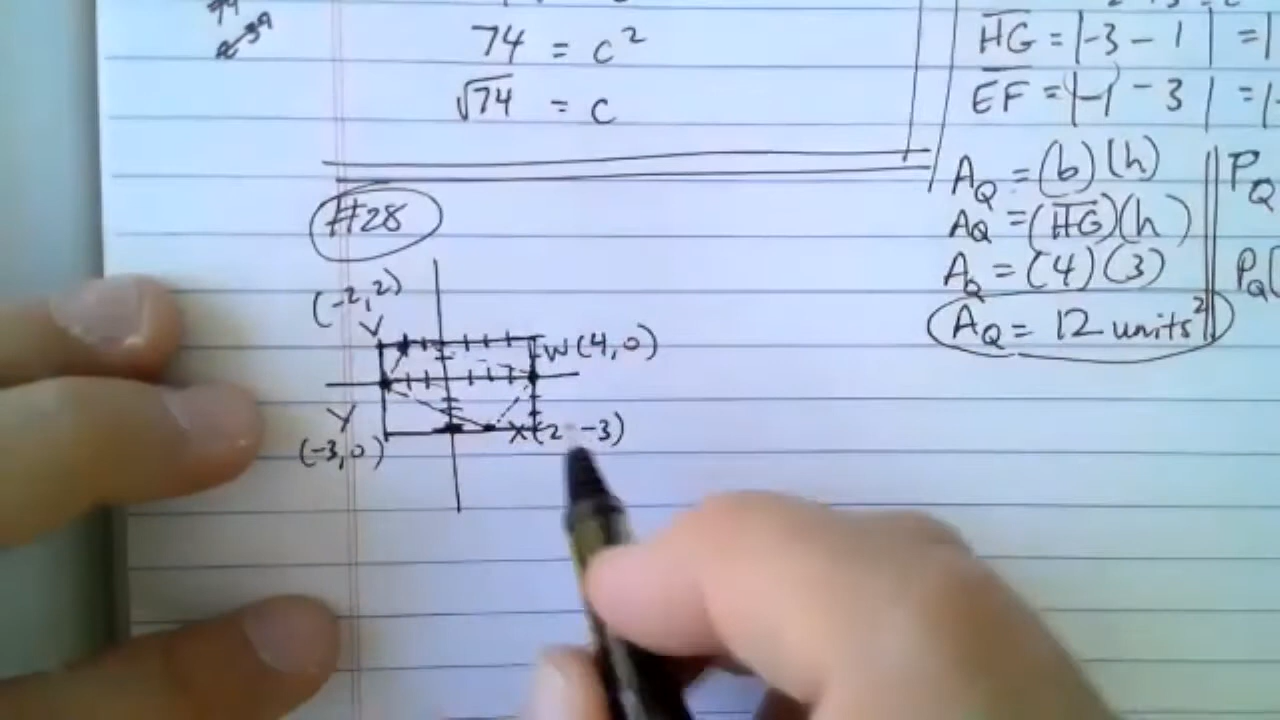 74 = c²
√74 = c
#28
(-2,2)
V
W(4,0)
Y
(-3,0)
X(2,-3)
HG = |-3 - 1| = |
EF = |-1 - 3| = |-
A_Q = (b)(h)
A_Q = (HG)(h)
A_Q = (4)(3)
A_Q = 12 units²
P_Q
P_Q(